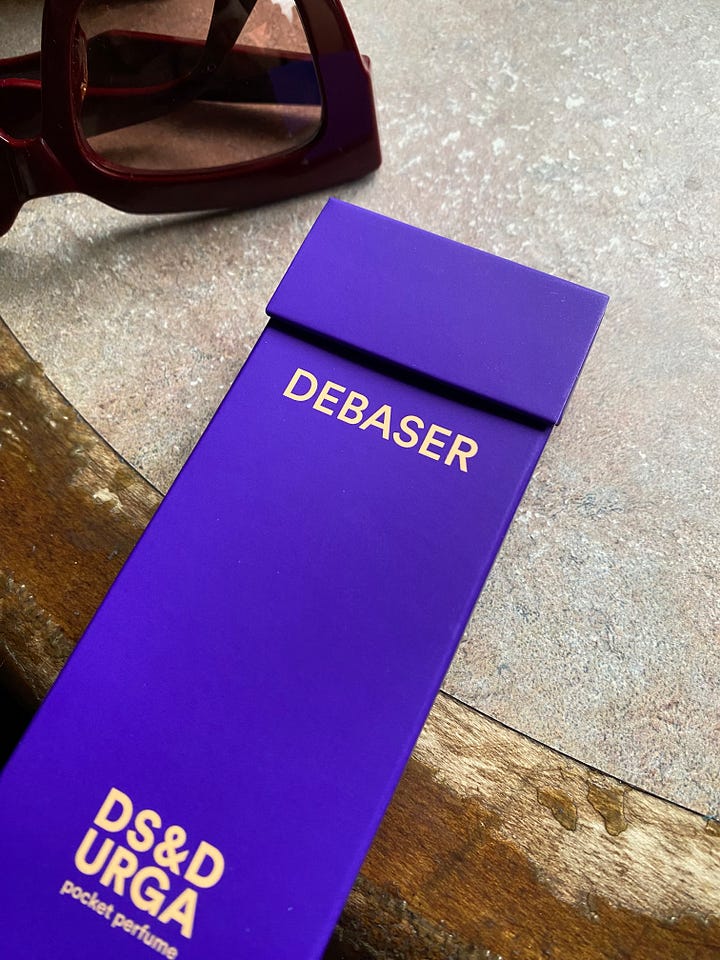 DEBASER
DS&D
URGA
pocket perfume